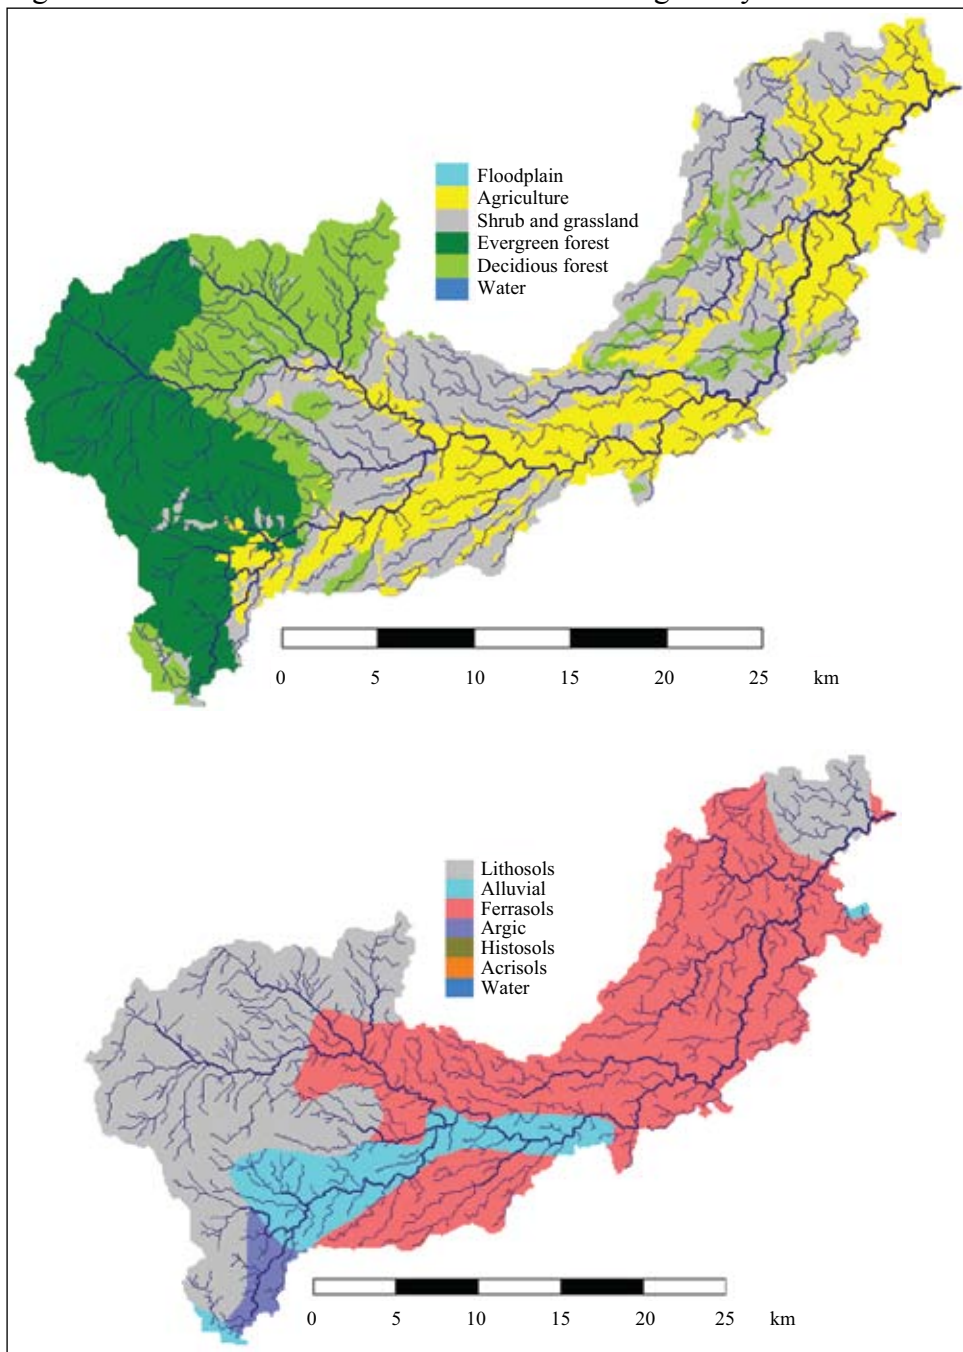 Floodplain
Agriculture
Shrub and grassland
Evergreen forest
Decidious forest
Water
0 5 10 15 20 25 km
Lithosols
Alluvial
Ferrasols
Argic
Histosols
Acrisols
Water
0 5 10 15 20 25 km